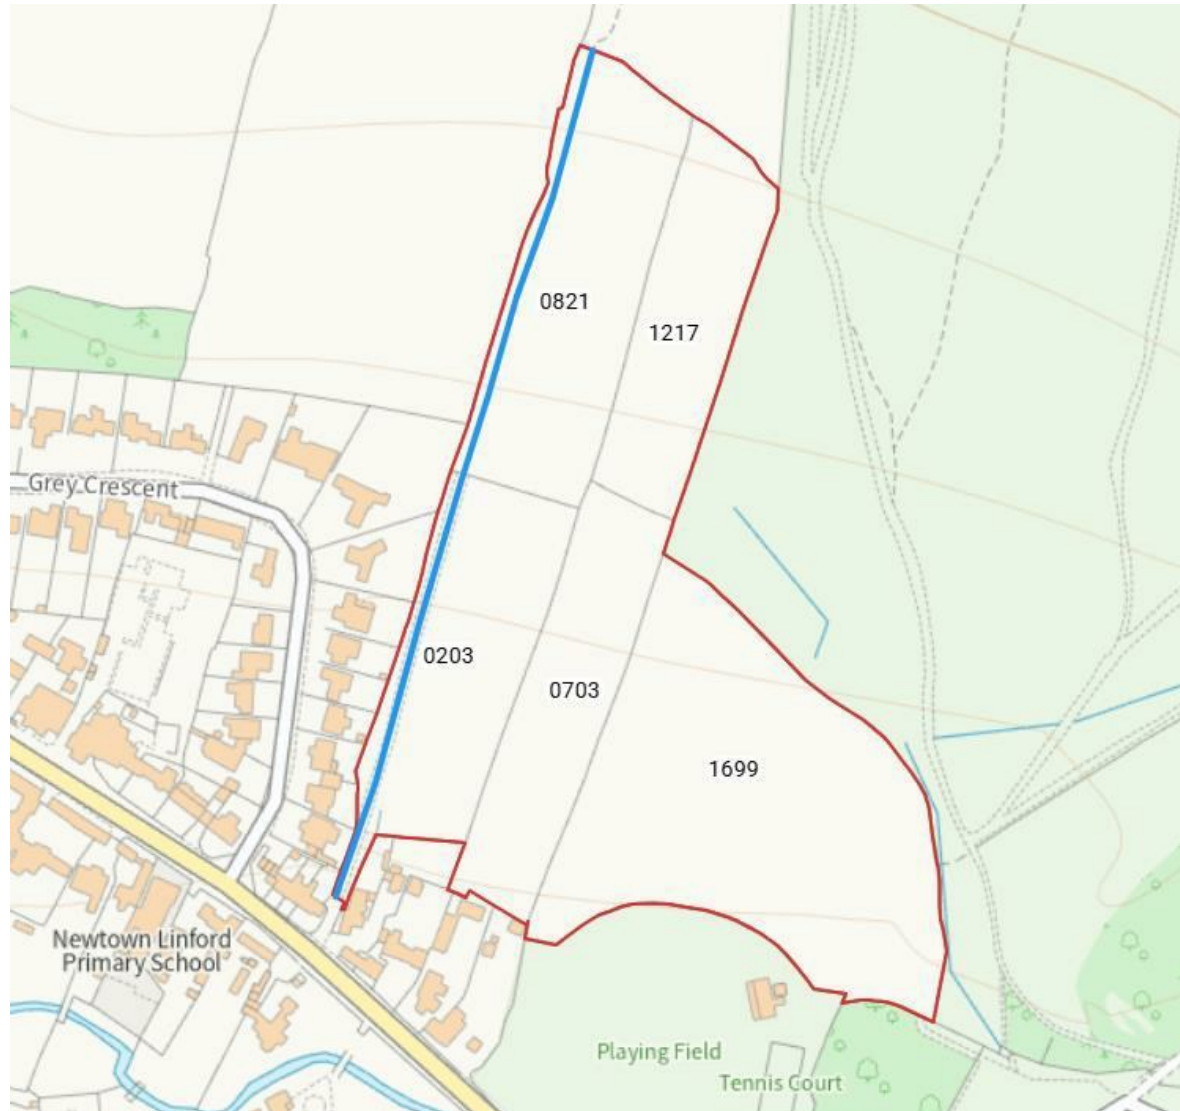 0821
1217
Grey Crescent
0203
0703
1699
Newtown Linford
Primary School
Playing Field
Tennis Court